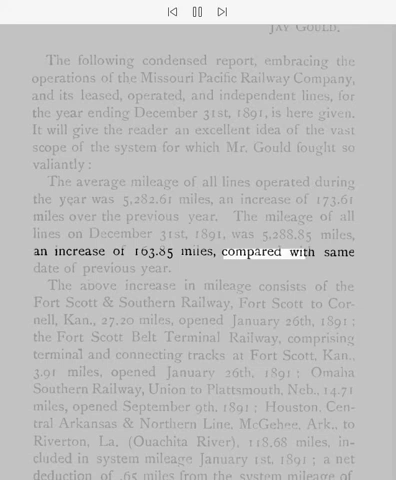 JAY GOULD.
The following condensed report, embracing the
operations of the Missouri Pacific Railway Company,
and its leased, operated, and independent lines, for
the year ending December 31st, 1891, is here given.
It will give the reader an excellent idea of the vast
scope of the system for which Mr. Gould fought so
valiantly :
The average mileage of all lines operated during
the year was 5,282.61 miles, an increase of 173.61
miles over the previous year. The mileage of all
lines on December 31st, 1891, was 5,288.85 miles,
an increase of 163.85 miles, compared with same
date of previous year.
The above increase in mileage consists of the
Fort Scott & Southern Railway, Fort Scott to Cor-
nell, Kan., 27.20 miles, opened January 26th, 1891 ;
the Fort Scott Belt Terminal Railway, comprising
terminal and connecting tracks at Fort Scott, Kan.,
3.91 miles, opened January 26th, 1891 ; Omaha
Southern Railway, Union to Plattsmouth, Neb., 14.71
miles, opened September 9th, 1891 ; Houston, Cen-
tral Arkansas & Northern Line, McGehee, Ark., to
Riverton, La. (Ouachita River), 118.68 miles, in-
cluded in system mileage January 1st, 1891 ; a net
deduction of .65 miles from the system mileage of